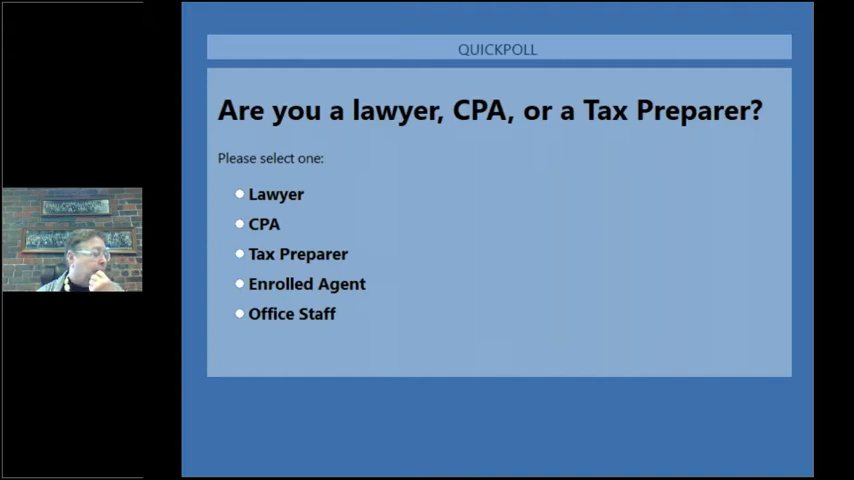 QUICKPOLL
Are you a lawyer, CPA, or a Tax Preparer?
Please select one:
Lawyer
CPA
Tax Preparer
Enrolled Agent
Office Staff